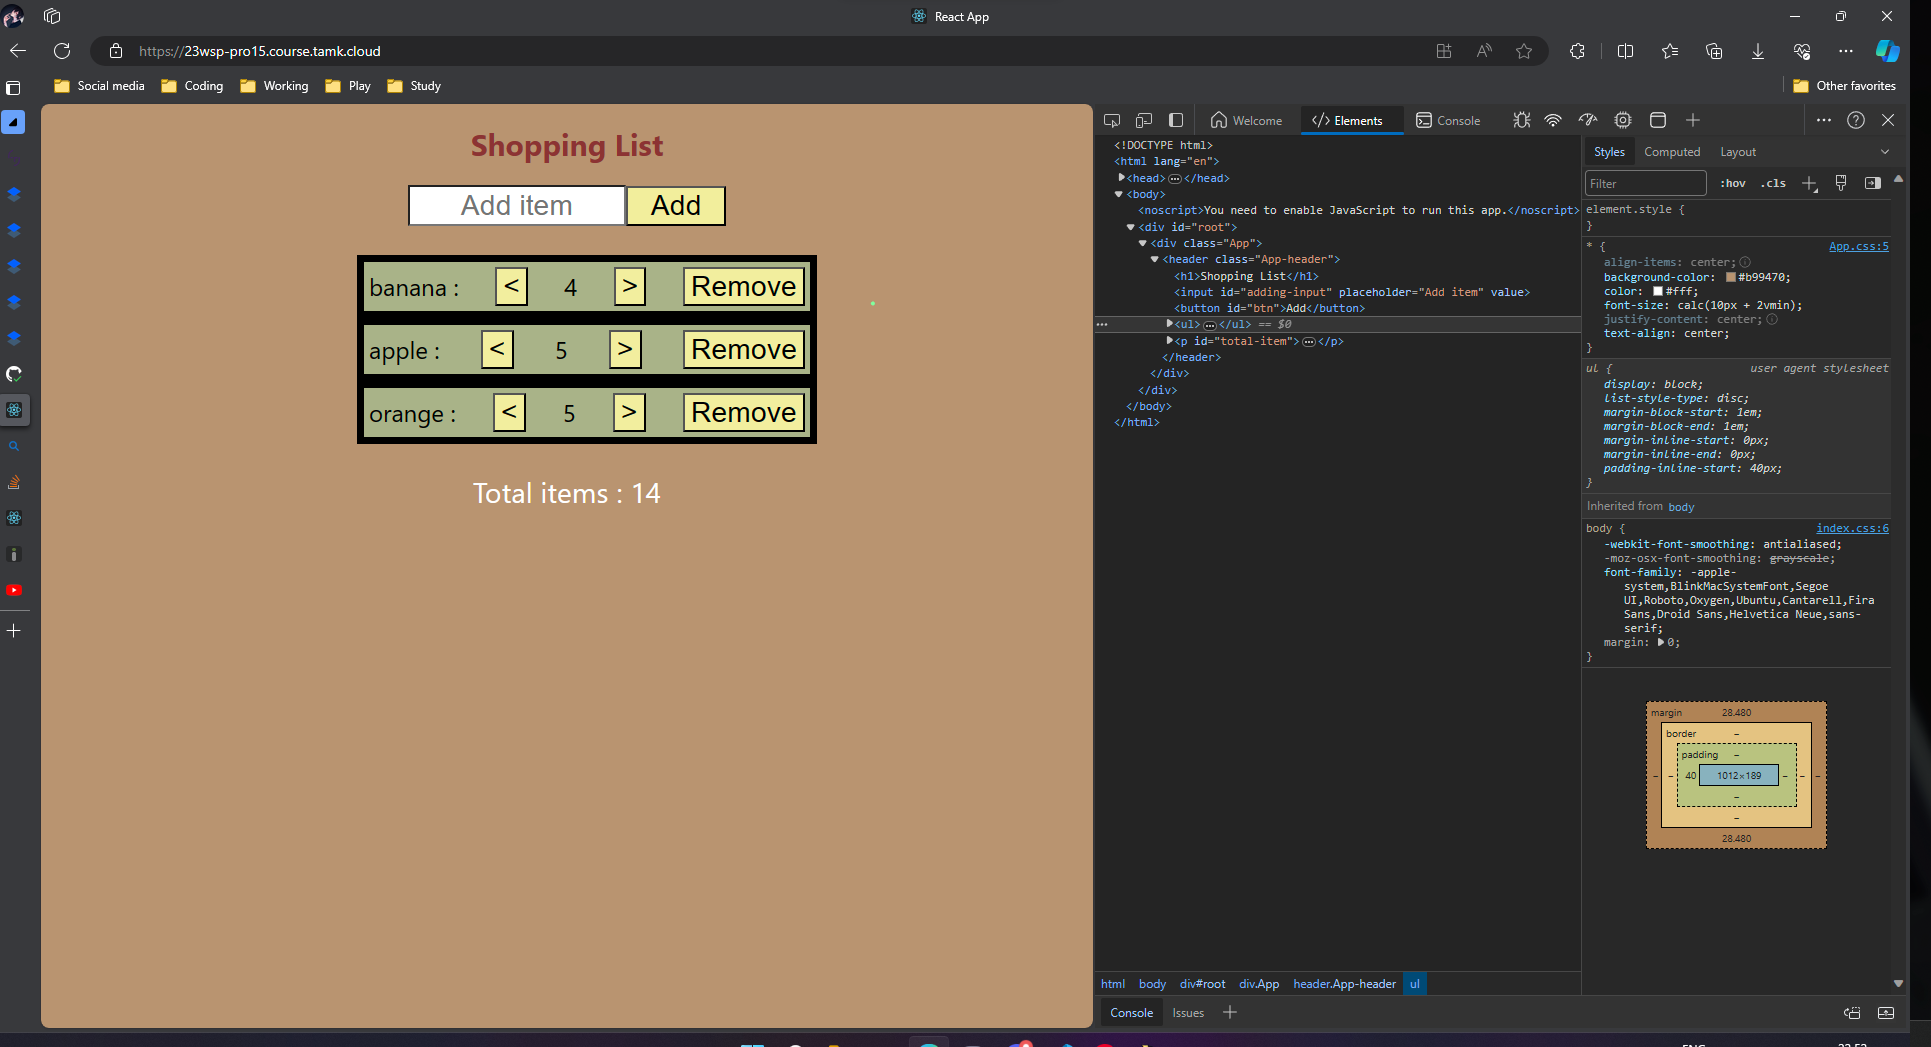 React App
https://23wsp-pro15.course.tamk.cloud
Social media Coding Working Play Study Other favorites
Shopping List
Add item Add
banana : < 4 > Remove
apple : < 5 > Remove
orange : < 5 > Remove
Total items : 14
Welcome </> Elements Console
<!DOCTYPE html>
<html lang="en">
<head> ··· </head>
<body>
<noscript>You need to enable JavaScript to run this app.</noscript>
<div id="root">
<div class="App">
<header class="App-header">
<h1>Shopping List</h1>
<input id="adding-input" placeholder="Add item" value>
<button id="btn">Add</button>
<ul> ··· </ul> == $0
<p id="total-item"> ··· </p>
</header>
</div>
</div>
</body>
</html>
html body div#root div.App header.App-header ul
Console Issues
Styles Computed Layout
Filter :hov .cls
element.style {
}
* { App.css:5
align-items: center;
background-color: #b99470;
color: #fff;
font-size: calc(10px + 2vmin);
justify-content: center;
text-align: center;
}
ul { user agent stylesheet
display: block;
list-style-type: disc;
margin-block-start: 1em;
margin-block-end: 1em;
margin-inline-start: 0px;
margin-inline-end: 0px;
padding-inline-start: 40px;
}
Inherited from body
body { index.css:6
-webkit-font-smoothing: antialiased;
-moz-osx-font-smoothing: grayscale;
font-family: -apple-
system,BlinkMacSystemFont,Segoe
UI,Roboto,Oxygen,Ubuntu,Cantarell,Fira
Sans,Droid Sans,Helvetica Neue,sans-
serif;
margin: 0;
}
margin 28.480
border –
padding –
– – 40 1012×189 – – –
–
–
28.480